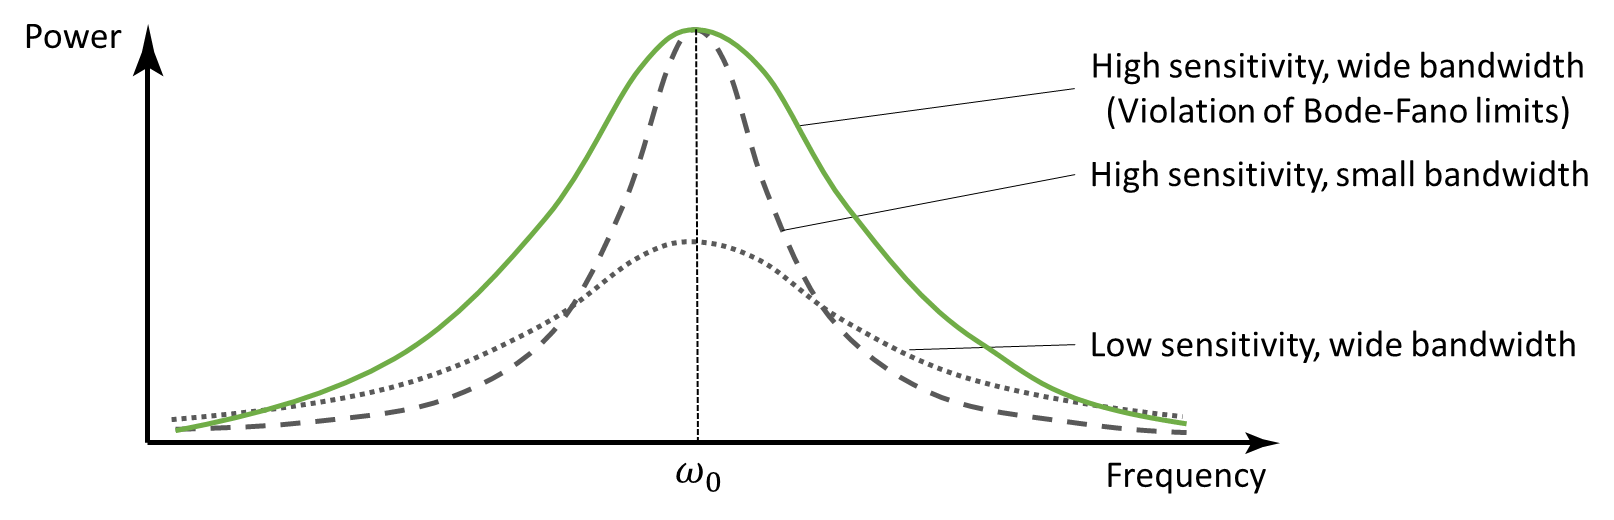 Power
High sensitivity, wide bandwidth
(Violation of Bode-Fano limits)
High sensitivity, small bandwidth
Low sensitivity, wide bandwidth
ω₀
Frequency